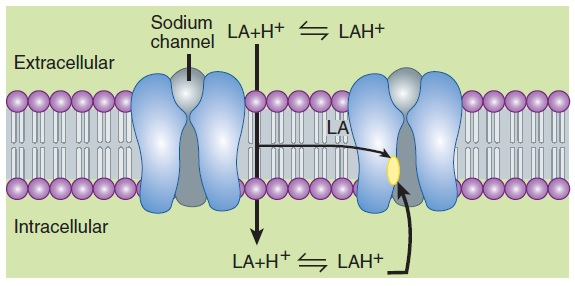 Sodium
channel
LA+H+ ⇌ LAH+
Extracellular
LA
Intracellular
LA+H+ ⇌ LAH+